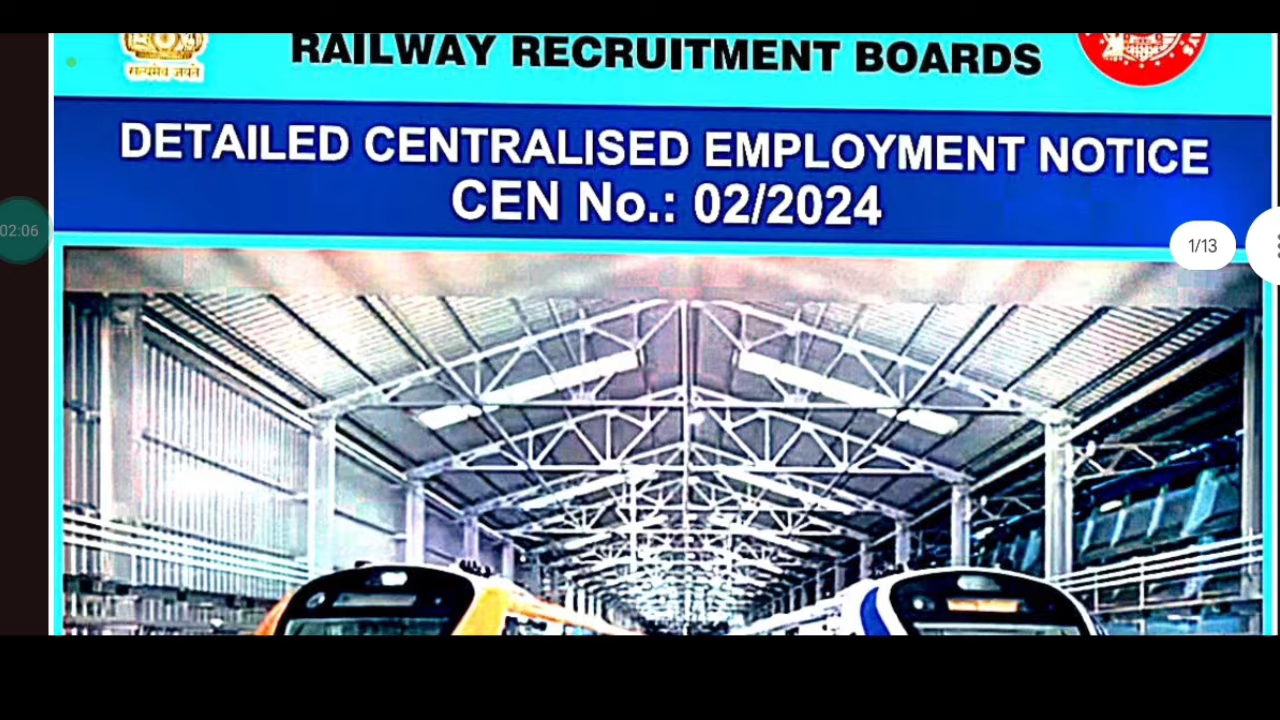 RAILWAY RECRUITMENT BOARDS
सत्यमेव जयते
DETAILED CENTRALISED EMPLOYMENT NOTICE
CEN No.: 02/2024
02:06
1/13